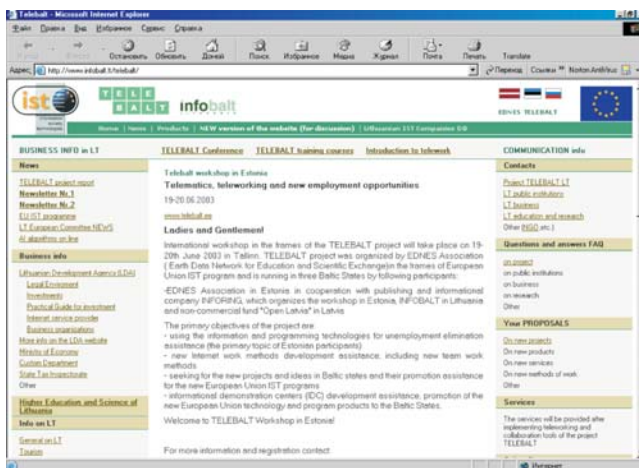 Telebalt - Microsoft Internet Explorer
Файл Правка Вид Избранное Сервис Справка
Остановить Обновить Домой Поиск Избранное Медиа Журнал Почта Печать Translate
Адрес http://www.infobalt.lt/telebalt/ Переход Ссылки Norton AntiVirus
ist
TELE
BALT
infobalt
EDNES TELEBALT
Home | News | Products | NEW version of the website (for discussion) | Lithuanian IST Companies
BUSINESS INFO in LT
News
TELEBALT project report
Newsletter Nr.1
Newsletter Nr.2
EU IST programme
LT European Committee NEWS
AI algorithms on line
Business info
Lithuanian Development Agency (LDA)
Legal Enviroment
Investments
Practical Guide for investment
Internet service provider
Business organisations
More info on the LDA website
Ministry of Economy
Custom Department
State Tax Inspectorate
Other
Higher Education and Science of
Lithuania
Info on LT
General on LT
Tourism
TELEBALT Conference TELEBALT training courses Introduction to telework
Telebalt workshop in Estonia
Telematics, teleworking and new employment opportunities
19-20.06.2003
www.telebalt.ee
Ladies and Gentlemen!
International workshop in the frames of the TELEBALT project will take place on 19-
20th June 2003 in Tallinn. TELEBALT project was organized by EDNES Association
( Earth Data Network for Education and Scientific Exchange)in the frames of European
Union IST program and is running in three Baltic States by following participants:
-EDNES Association in Estonia in cooperation with publishing and informational
company INFORING, which organizes the workshop in Estonia, INFOBALT in Lithuania
and non-commercial fund "Open Latvia" in Latvia
The primary objectives of the project are:
- using the information and programming technologies for unemployment elimination
assistance (the primary topic of Estonian participants)
- new Internet work methods development assistance, including new team work
methods
- seeking for the new projects and ideas in Baltic states and their promotion assistance
for the new European Union IST programs
- informational demonstration centers (IDC) development assistance, promotion of the
new European Union technology and program products to the Baltic States.
Welcome to TELEBALT Workshop in Estonia!
For more information and registration contact:
COMMUNICATION info
Contacts
Project TELEBALT LT
LT public institutions
LT business
LT education and research
Other (NGO etc.)
Questions and answers FAQ
on project
on public institutions
on business
on research
Other
Your PROPOSALS
On new projects
On new products
On new services
On new methods of work
Other
Services
The services will be provided after
implementing teleworking and
collaboration tools of the project
TELEBALT
Интернет